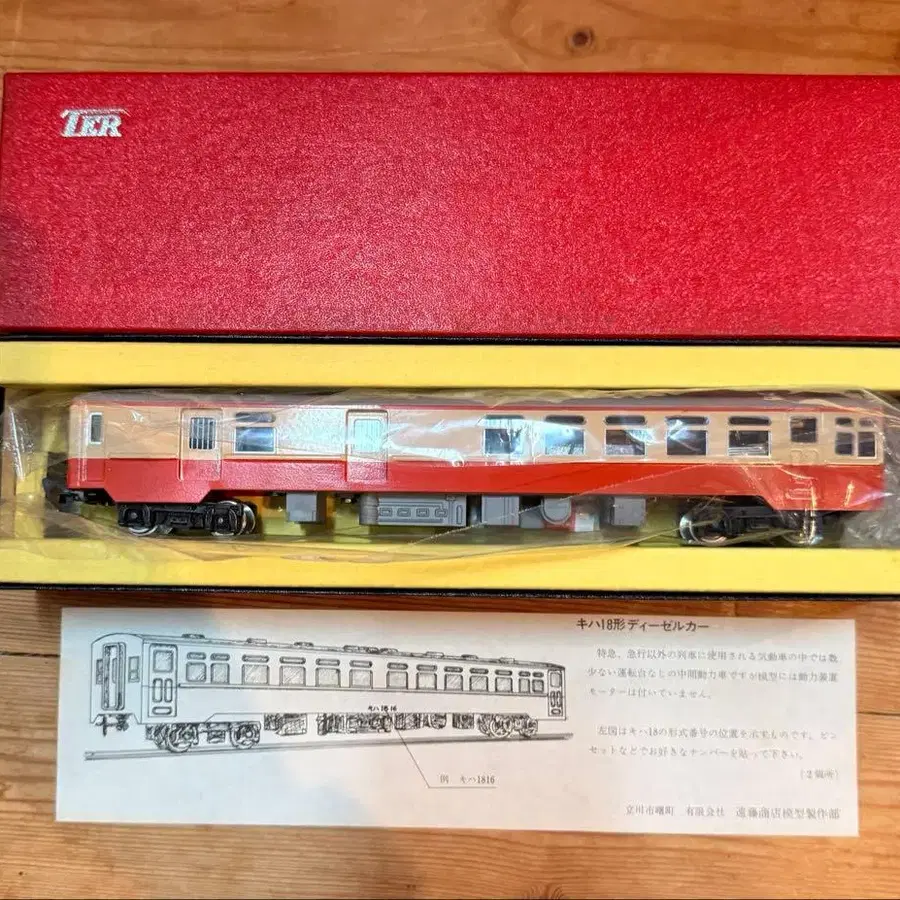 TER
キハ18形ディーゼルカー
特急、急行以外の列車に使用される気動車の中では数
少ない運転台なしの中間動力車ですが模型には動力装置
モーターは付いていません。
左図はキハ18の形式番号の位置を示すものです。ピン
セットなどでお好きなナンバーを貼って下さい。
(2個所)
キハ18 16
例 キハ1816
立川市曙町 有限会社 遠藤商店模型製作部